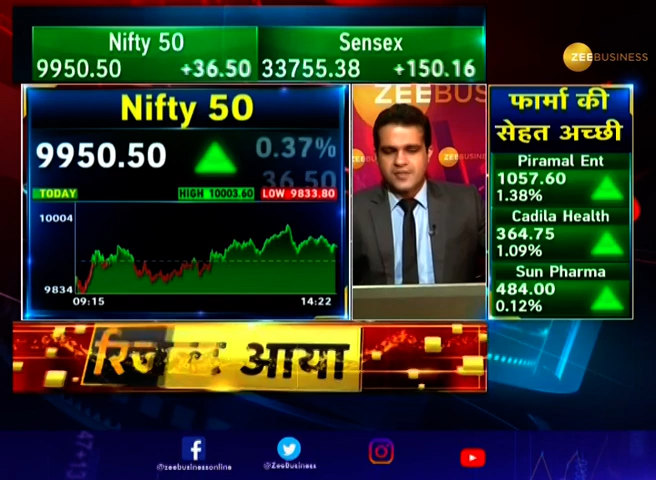 Nifty 50
9950.50 +36.50
Sensex
33755.38 +150.16
ZEEBUSINESS
Nifty 50
9950.50 0.37%
36.50
TODAY HIGH 10003.60 LOW 9833.80
10004
9834
09:15 14:22
ZEEBUS
ZEEBUSINESS
फार्मा की
सेहत अच्छी
Piramal Ent
1057.60
1.38%
Cadila Health
364.75
1.09%
Sun Pharma
484.00
0.12%
आया
@zeebusinessonline
@ZeeBusiness